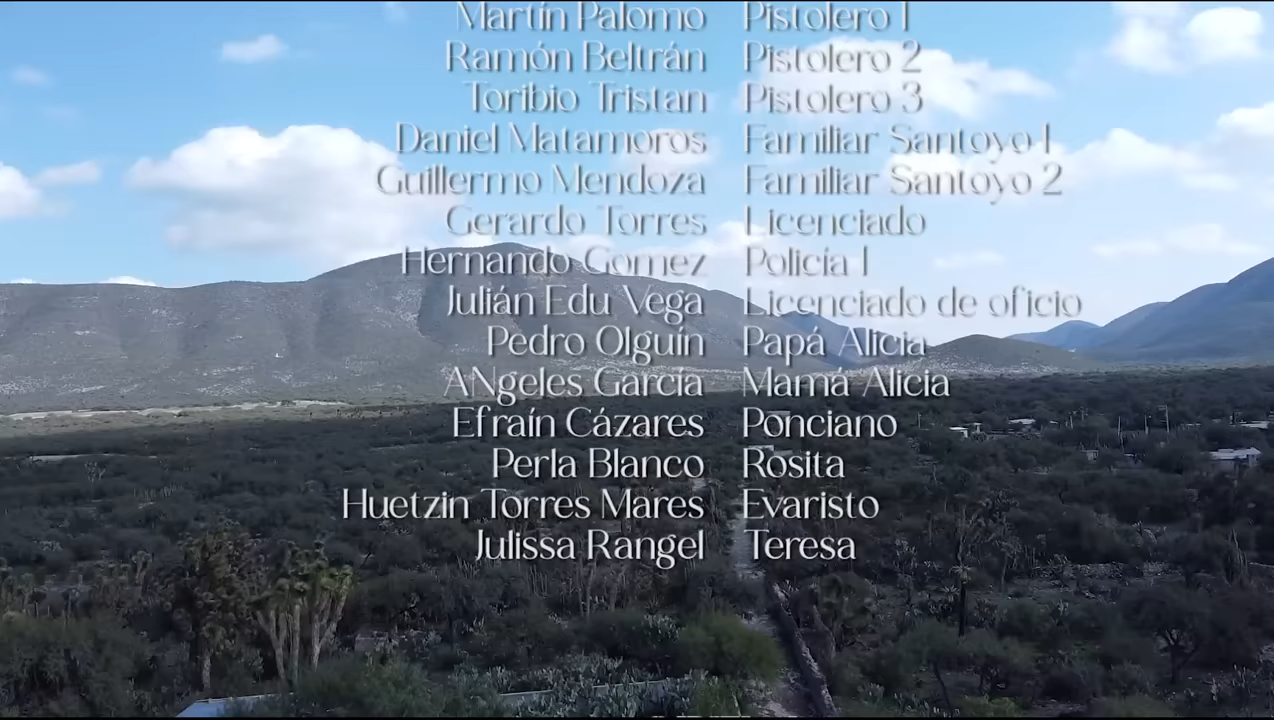 Martín Palomo Pistolero 1
Ramón Beltrán Pistolero 2
Toribio Tristan Pistolero 3
Daniel Matamoros Familiar Santoyo 1
Guillermo Mendoza Familiar Santoyo 2
Gerardo Torres Licenciado
Hernando Gomez Policía 1
Julián Edu Vega Licenciado de oficio
Pedro Olguín Papá Alicia
ANgeles García Mamá Alicia
Efraín Cázares Ponciano
Perla Blanco Rosita
Huetzin Torres Mares Evaristo
Julissa Rangel Teresa